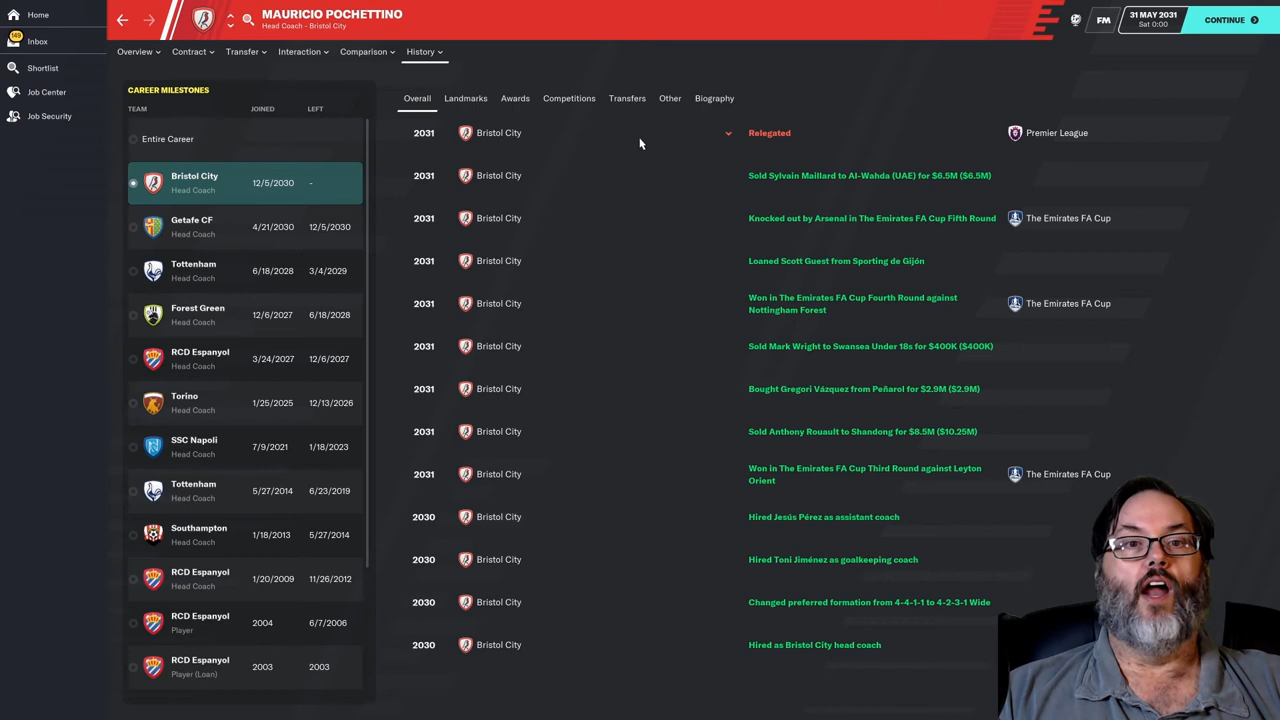 Home
149
Inbox
Shortlist
Job Center
Job Security
MAURICIO POCHETTINO
Head Coach - Bristol City
FM
31 MAY 2031
Sat 0:00
CONTINUE
Overview
Contract
Transfer
Interaction
Comparison
History
CAREER MILESTONES
TEAM JOINED LEFT
Entire Career
Bristol City
Head Coach
12/5/2030 -
Getafe CF
Head Coach
4/21/2030 12/5/2030
Tottenham
Head Coach
6/18/2028 3/4/2029
Forest Green
Head Coach
12/6/2027 6/18/2028
RCD Espanyol
Head Coach
3/24/2027 12/6/2027
Torino
Head Coach
1/25/2025 12/13/2026
SSC Napoli
Head Coach
7/9/2021 1/18/2023
Tottenham
Head Coach
5/27/2014 6/23/2019
Southampton
Head Coach
1/18/2013 5/27/2014
RCD Espanyol
Head Coach
1/20/2009 11/26/2012
RCD Espanyol
Player
2004 6/7/2006
RCD Espanyol
Player (Loan)
2003 2003
Overall Landmarks Awards Competitions Transfers Other Biography
2031 Bristol City Relegated Premier League
2031 Bristol City Sold Sylvain Maillard to Al-Wahda (UAE) for $6.5M ($6.5M)
2031 Bristol City Knocked out by Arsenal in The Emirates FA Cup Fifth Round The Emirates FA Cup
2031 Bristol City Loaned Scott Guest from Sporting de Gijón
2031 Bristol City Won in The Emirates FA Cup Fourth Round against
Nottingham Forest The Emirates FA Cup
2031 Bristol City Sold Mark Wright to Swansea Under 18s for $400K ($400K)
2031 Bristol City Bought Gregori Vázquez from Peñarol for $2.9M ($2.9M)
2031 Bristol City Sold Anthony Rouault to Shandong for $8.5M ($10.25M)
2031 Bristol City Won in The Emirates FA Cup Third Round against Leyton
Orient The Emirates FA Cup
2030 Bristol City Hired Jesús Pérez as assistant coach
2030 Bristol City Hired Toni Jiménez as goalkeeping coach
2030 Bristol City Changed preferred formation from 4-4-1-1 to 4-2-3-1 Wide
2030 Bristol City Hired as Bristol City head coach